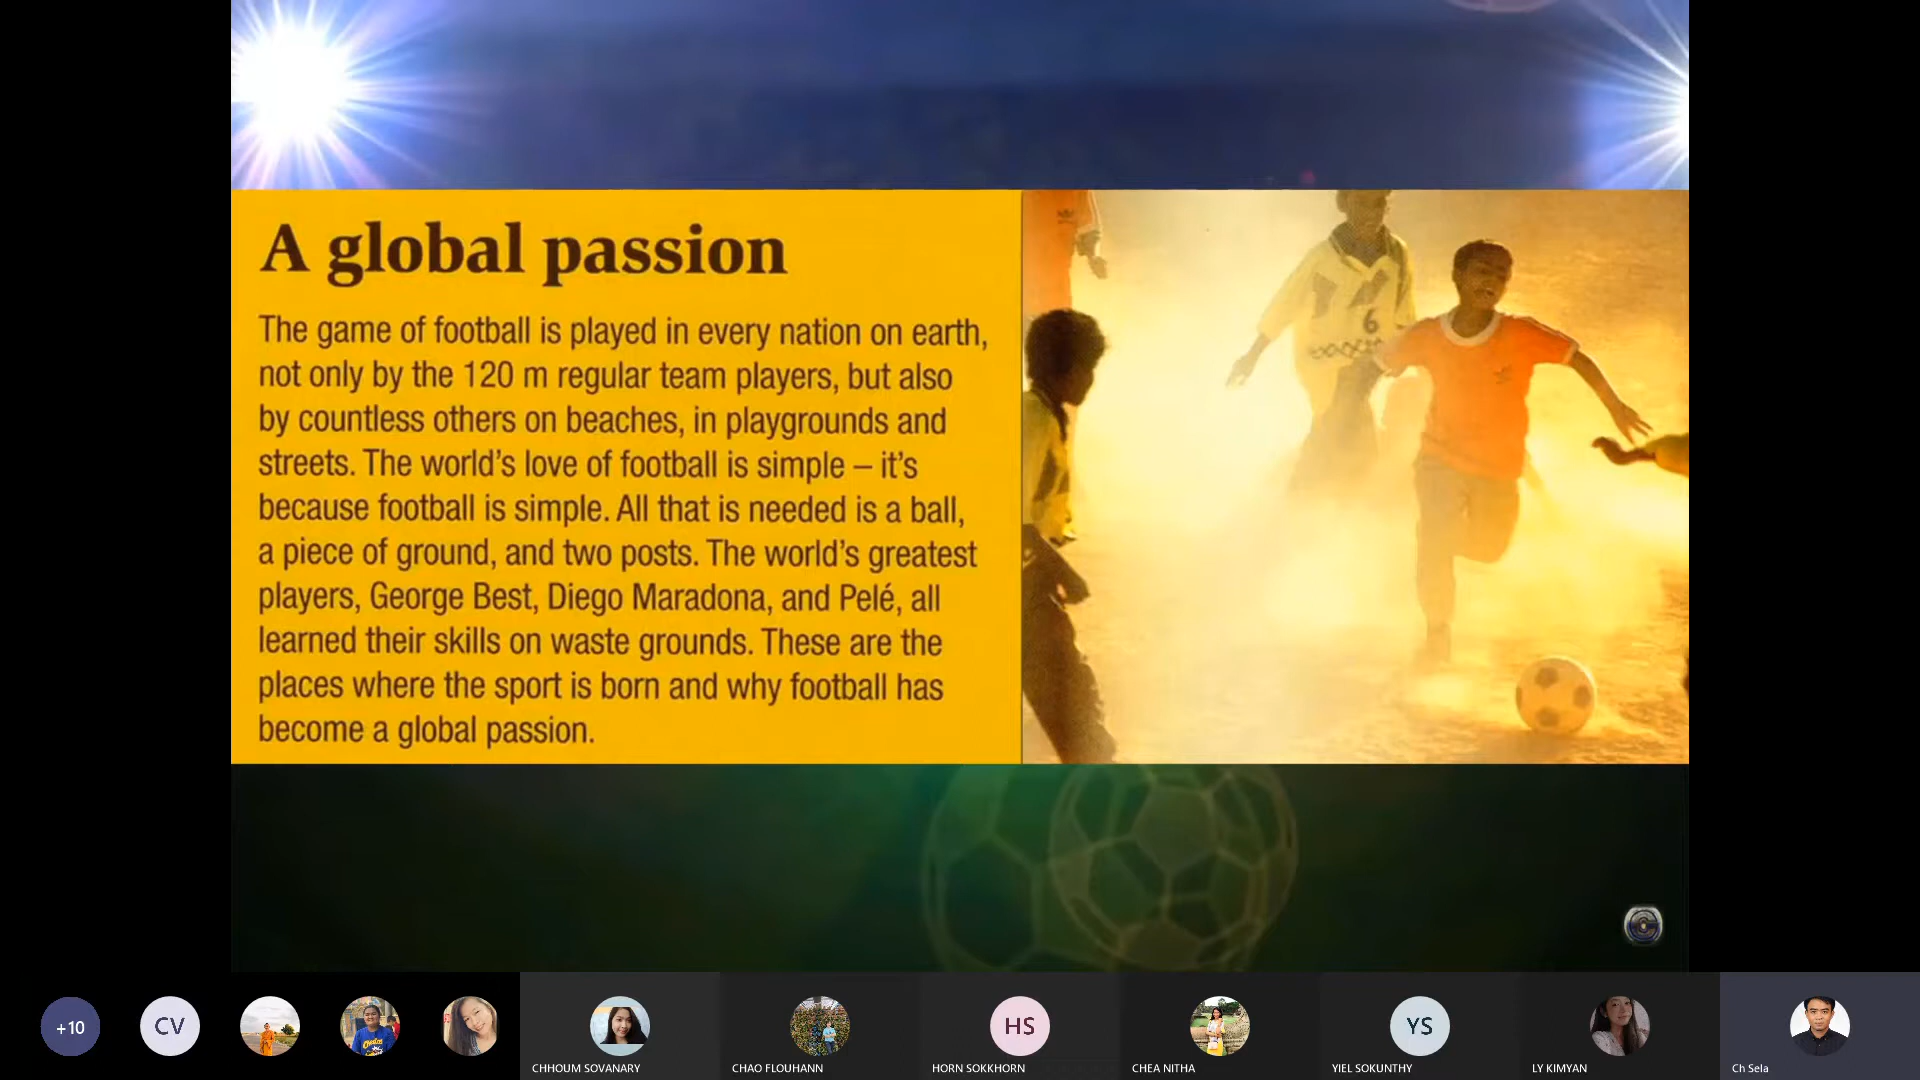 A global passion
The game of football is played in every nation on earth,
not only by the 120 m regular team players, but also
by countless others on beaches, in playgrounds and
streets. The world's love of football is simple – it's
because football is simple. All that is needed is a ball,
a piece of ground, and two posts. The world's greatest
players, George Best, Diego Maradona, and Pelé, all
learned their skills on waste grounds. These are the
places where the sport is born and why football has
become a global passion.
6
+10
CV
HS
YS
CHHOUM SOVANARY
CHAO FLOUHANN
HORN SOKKHORN
CHEA NITHA
YIEL SOKUNTHY
LY KIMYAN
Ch Sela